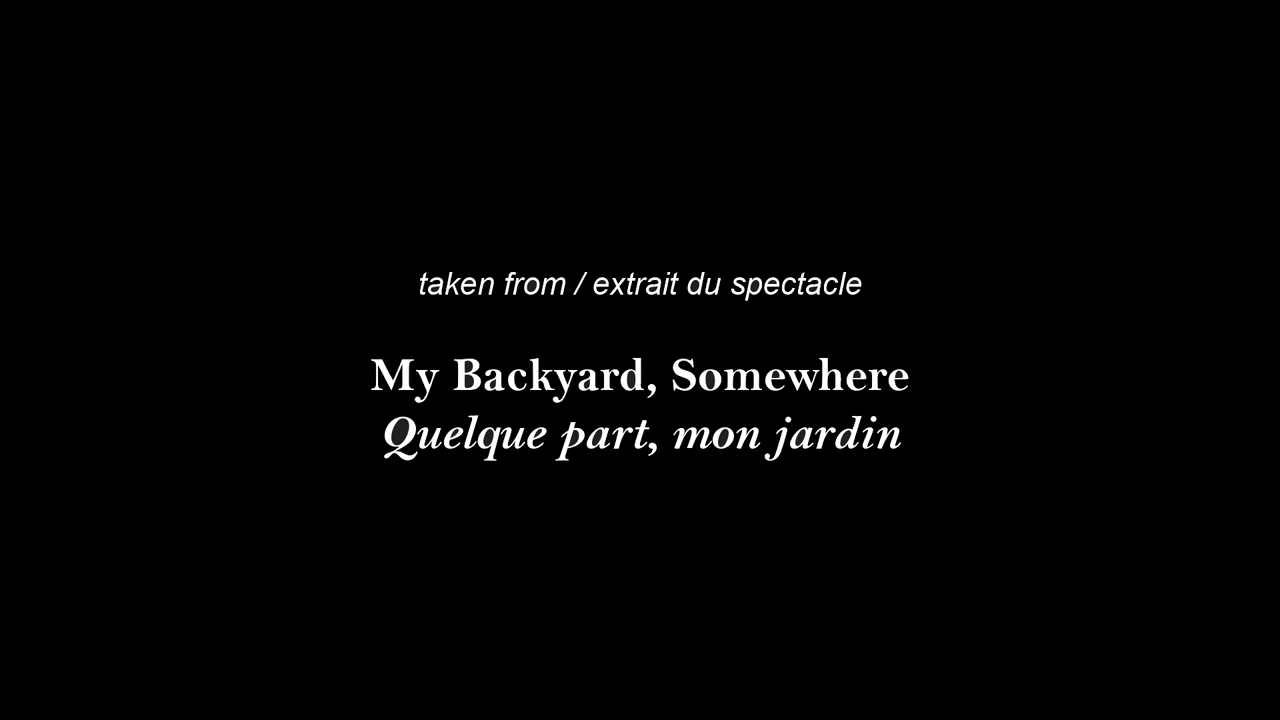 taken from / extrait du spectacle
My Backyard, Somewhere
Quelque part, mon jardin